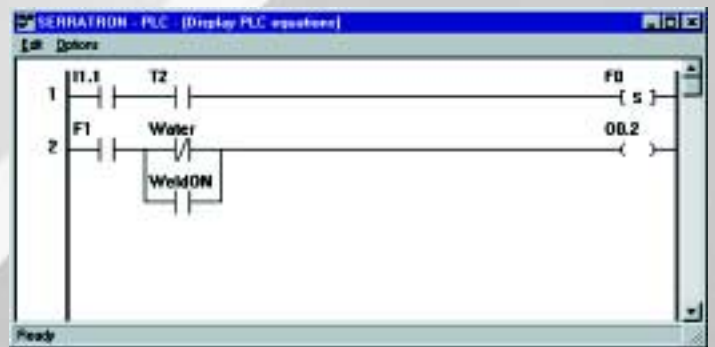 SERRATRON - PLC - [Display PLC equations]
Edit Options
I1.1 T2 F0
1 ( S )
F1 Water O0.2
2 ( )
WeldON
Ready